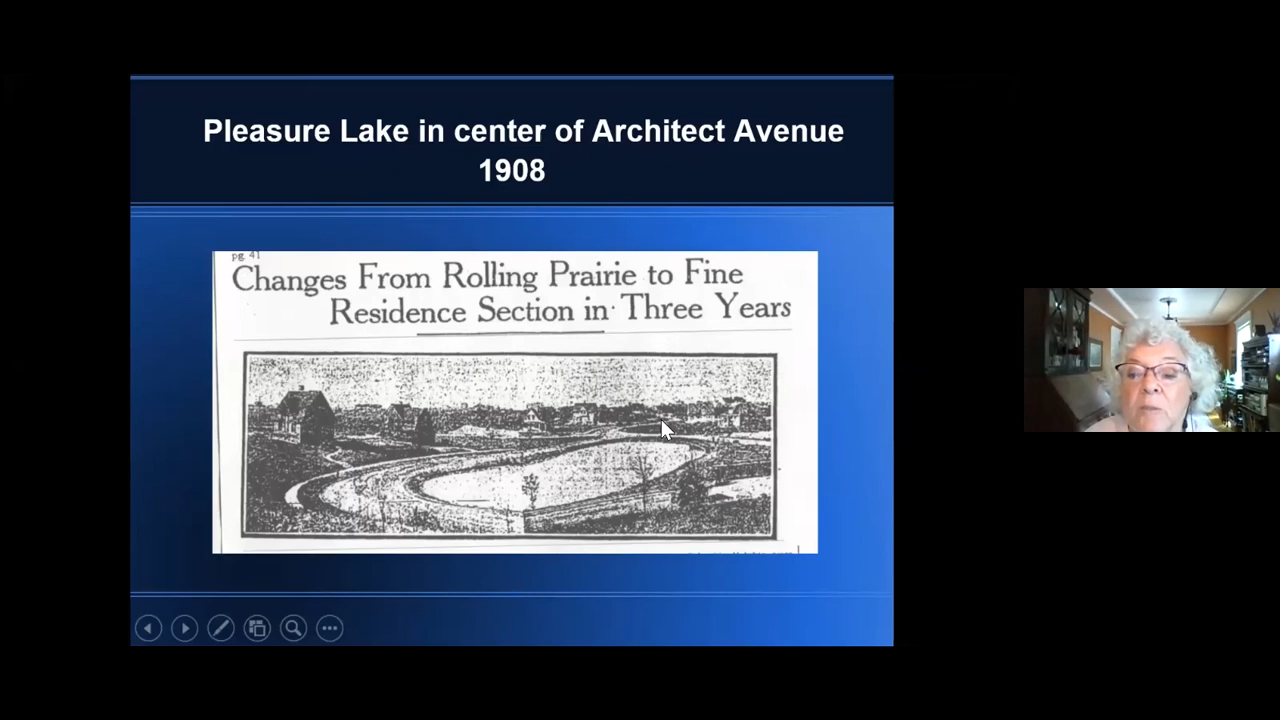 Pleasure Lake in center of Architect Avenue
1908
pg 41
Changes From Rolling Prairie to Fine
Residence Section in Three Years